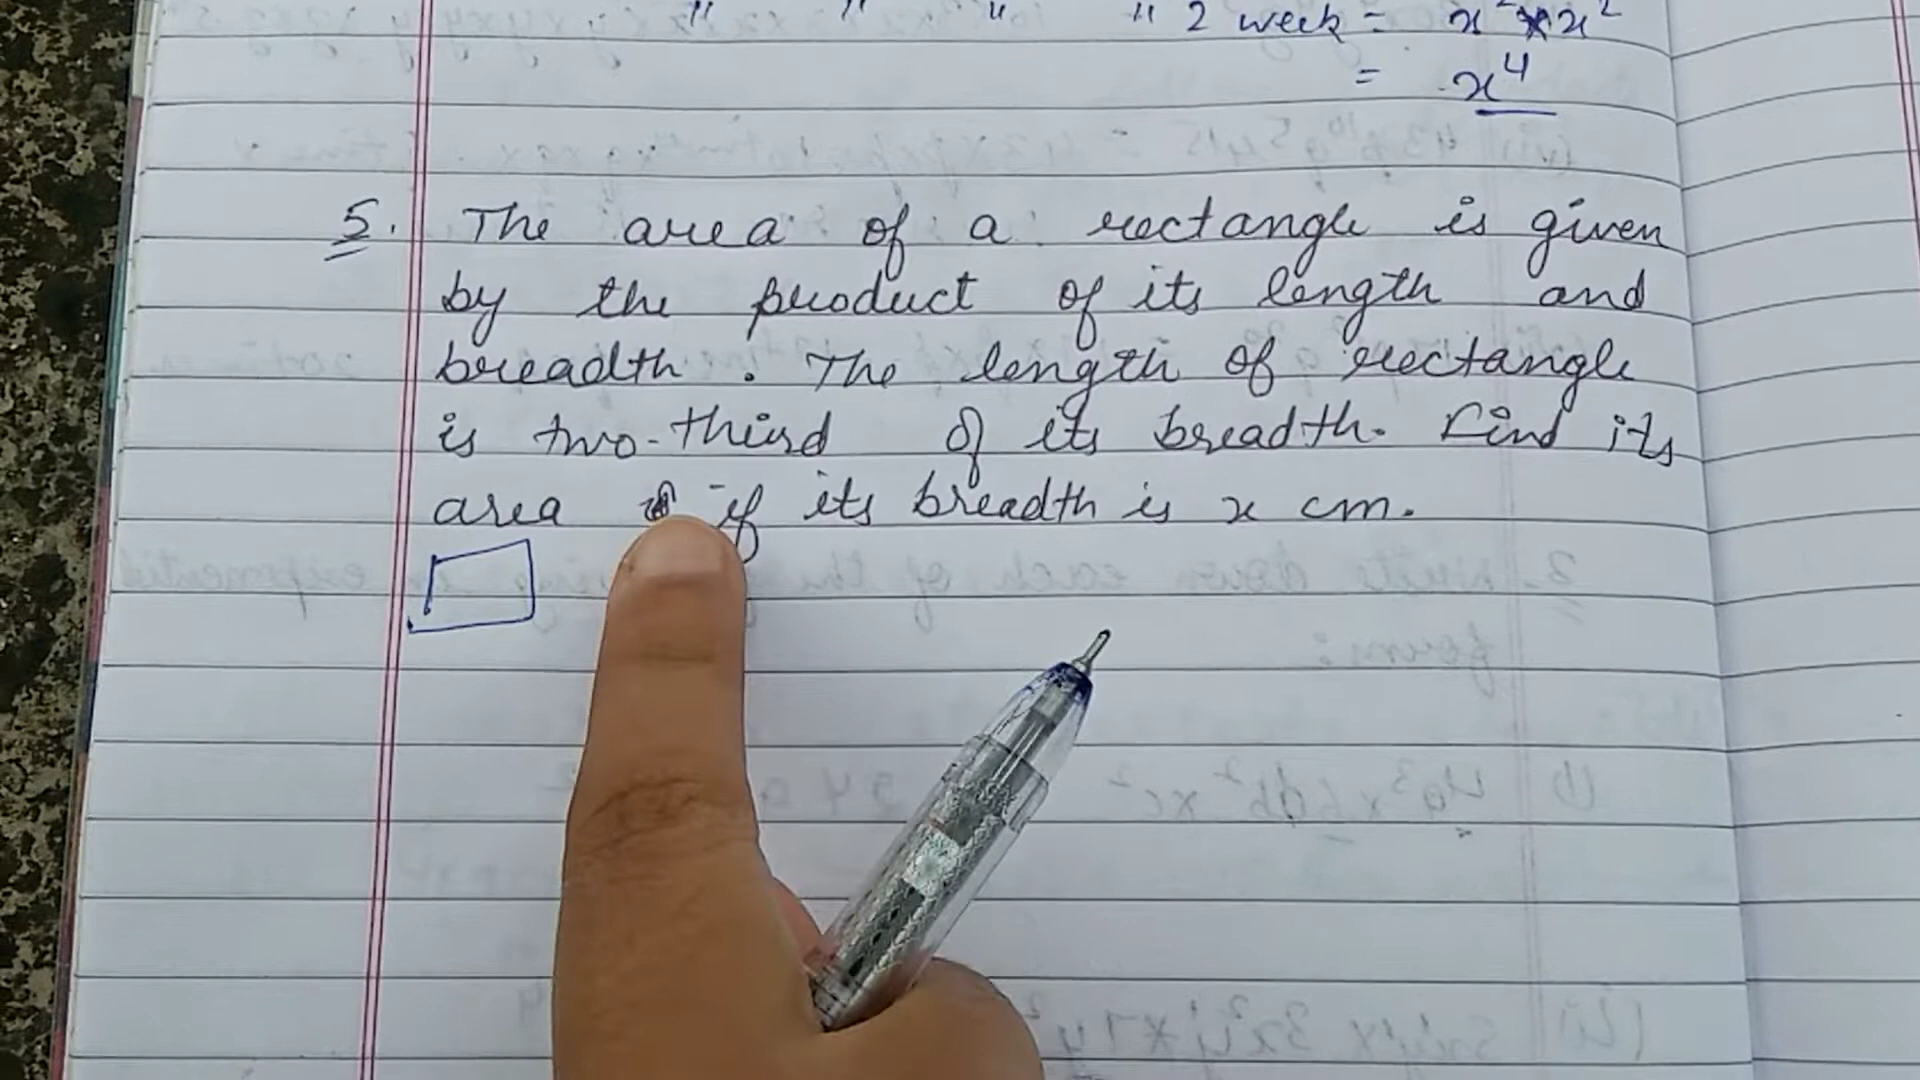 " " " " 2 week = x² × x²
= x⁴
5. The area of a rectangle is given
by the product of its length and
breadth. The length of rectangle
is two-third of its breadth. Find its
area if its breadth is x cm.